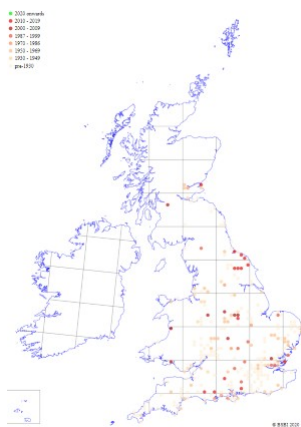 2020 onwards
2010 - 2019
2000 - 2009
1987 - 1999
1970 - 1986
1950 - 1969
1930 - 1949
pre-1930
© BSBI 2020